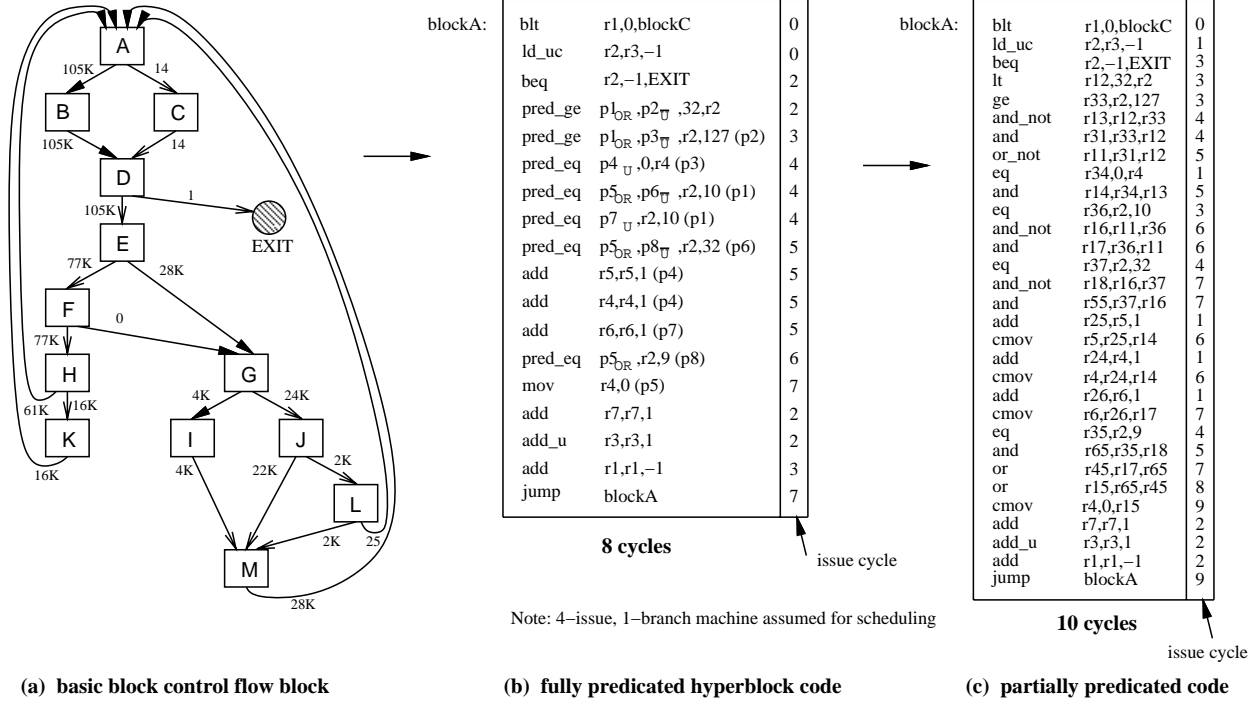 A
105K 14
B C
105K 14
D
1
105K
EXIT
E
77K 28K
F
0
77K
H G
61K 16K 4K 24K
K I J
16K 4K 22K 2K
L
2K 25
M
28K
blockA:
blt r1,0,blockC 0
ld_uc r2,r3,−1 0
beq r2,−1,EXIT 2
pred_ge p1OR ,p2U̅ ,32,r2 2
pred_ge p1OR ,p3U̅ ,r2,127 (p2) 3
pred_eq p4 U ,0,r4 (p3) 4
pred_eq p5OR ,p6U̅ ,r2,10 (p1) 4
pred_eq p7 U ,r2,10 (p1) 4
pred_eq p5OR ,p8U̅ ,r2,32 (p6) 5
add r5,r5,1 (p4) 5
add r4,r4,1 (p4) 5
add r6,r6,1 (p7) 5
pred_eq p5OR ,r2,9 (p8) 6
mov r4,0 (p5) 7
add r7,r7,1 2
add_u r3,r3,1 2
add r1,r1,−1 3
jump blockA 7
8 cycles
issue cycle
blockA:
blt r1,0,blockC 0
ld_uc r2,r3,−1 1
beq r2,−1,EXIT 3
lt r12,32,r2 3
ge r33,r2,127 3
and_not r13,r12,r33 4
and r31,r33,r12 4
or_not r11,r31,r12 5
eq r34,0,r4 1
and r14,r34,r13 5
eq r36,r2,10 3
and_not r16,r11,r36 6
and r17,r36,r11 6
eq r37,r2,32 4
and_not r18,r16,r37 7
and r55,r37,r16 7
add r25,r5,1 1
cmov r5,r25,r14 6
add r24,r4,1 1
cmov r4,r24,r14 6
add r26,r6,1 1
cmov r6,r26,r17 7
eq r35,r2,9 4
and r65,r35,r18 5
or r45,r17,r65 7
or r15,r65,r45 8
cmov r4,0,r15 9
add r7,r7,1 2
add_u r3,r3,1 2
add r1,r1,−1 2
jump blockA 9
10 cycles
issue cycle
Note: 4−issue, 1−branch machine assumed for scheduling
(a) basic block control flow block
(b) fully predicated hyperblock code
(c) partially predicated code